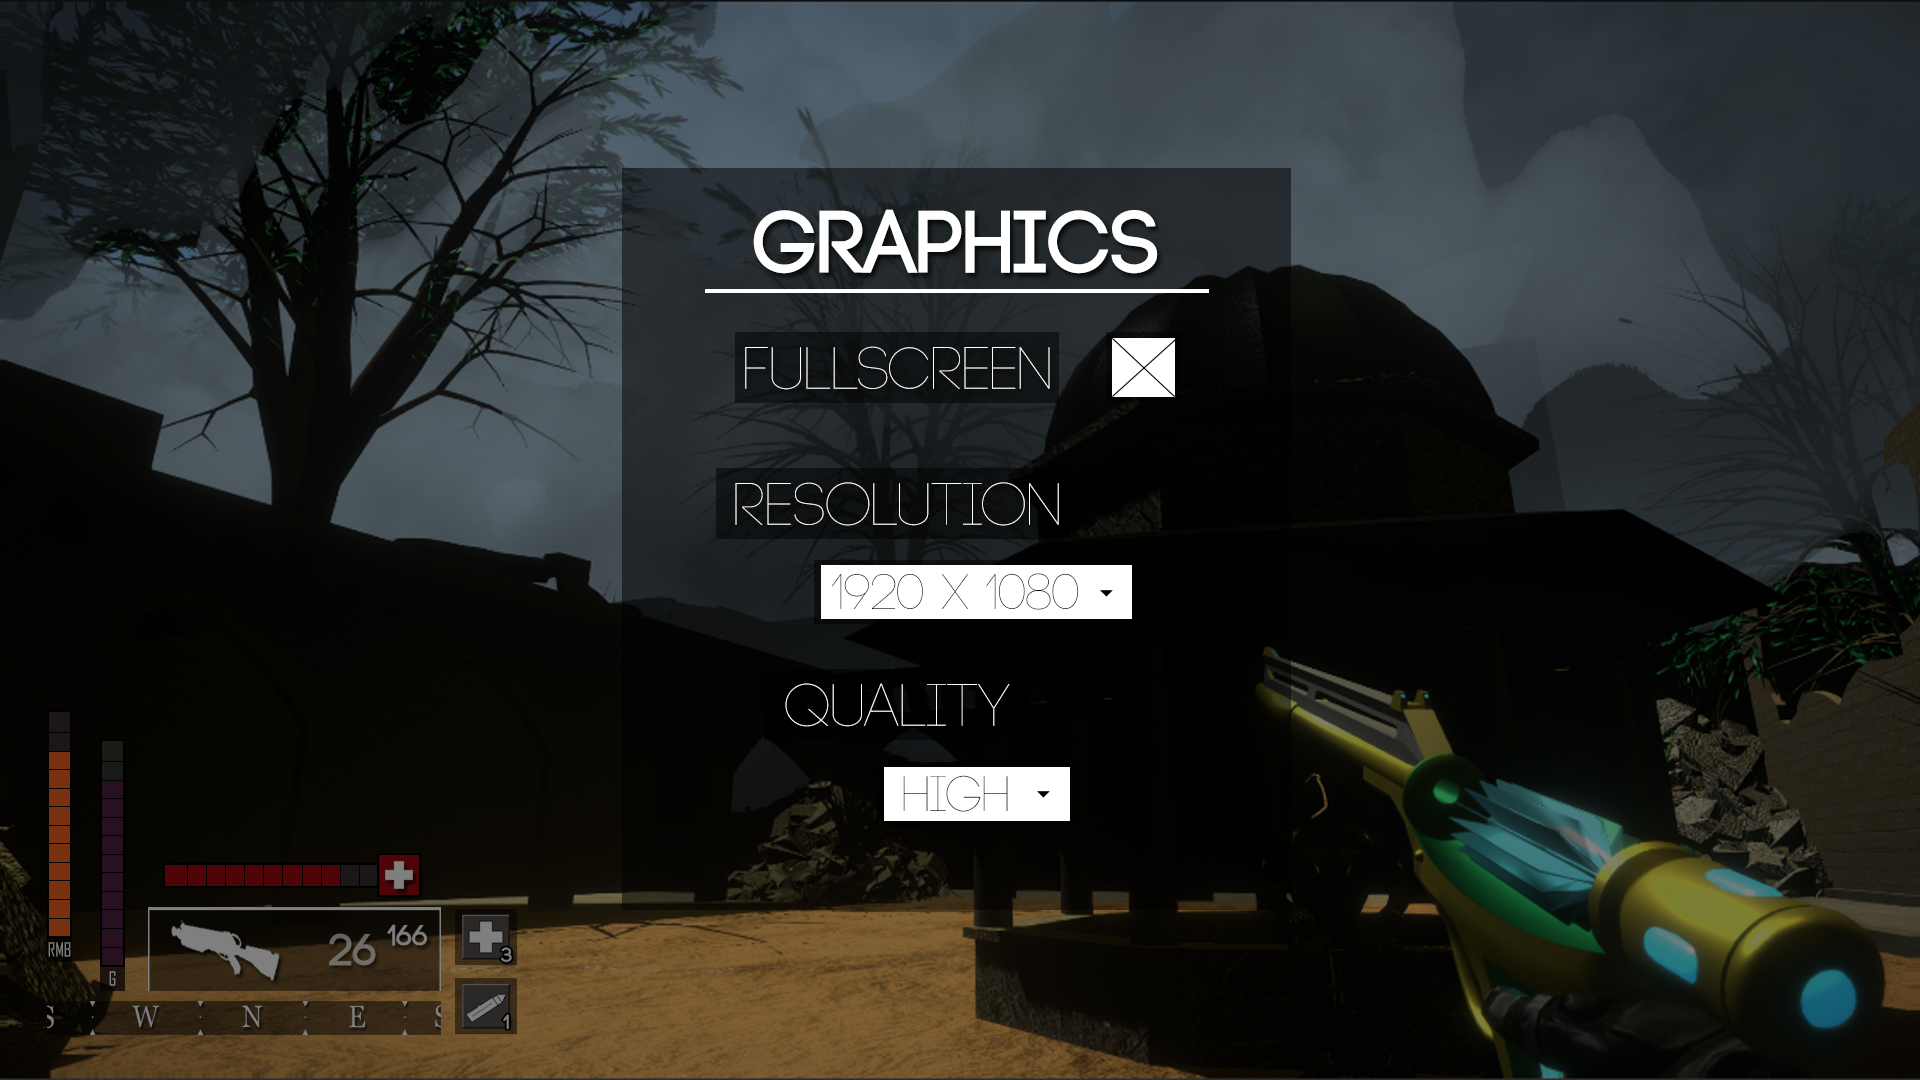 GRAPHICS
FULLSCREEN
RESOLUTION
1920 X 1080
QUALITY
HIGH
RMB
G
26 166
3
1
S W N E S